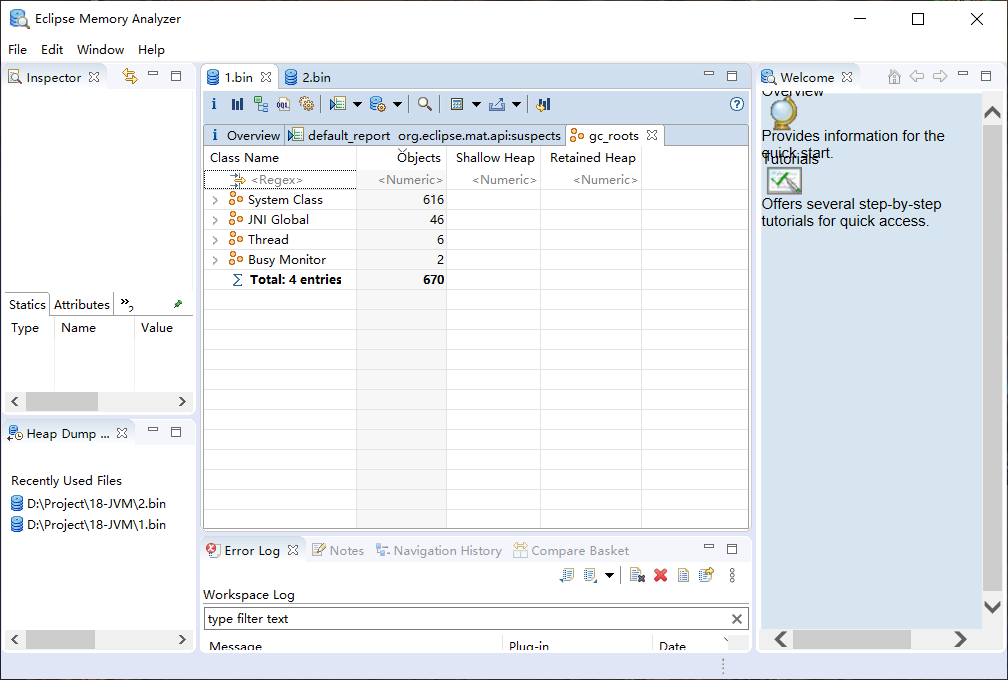 Eclipse Memory Analyzer
File Edit Window Help
Inspector
1.bin
2.bin
Welcome
Overview default_report org.eclipse.mat.api:suspects gc_roots
Class Name Objects Shallow Heap Retained Heap
<Regex> <Numeric> <Numeric> <Numeric>
System Class 616
JNI Global 46
Thread 6
Busy Monitor 2
Total: 4 entries 670
Statics Attributes »2
Type Name Value
Heap Dump ...
Recently Used Files
D:\Project\18-JVM\2.bin
D:\Project\18-JVM\1.bin
Error Log Notes Navigation History Compare Basket
Workspace Log
type filter text
Message Plug-in Date
Overview
Provides information for the
quick start.
Tutorials
Offers several step-by-step
tutorials for quick access.